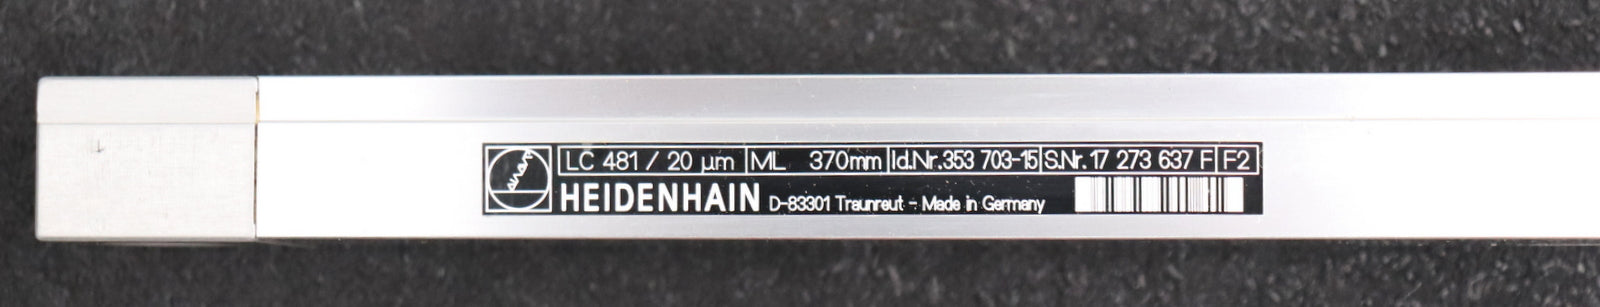 LC 481 / 20 µm ML 370mm Id.Nr.353 703-15 S.Nr.17 273 637 F F2
HEIDENHAIN D-83301 Traunreut - Made in Germany